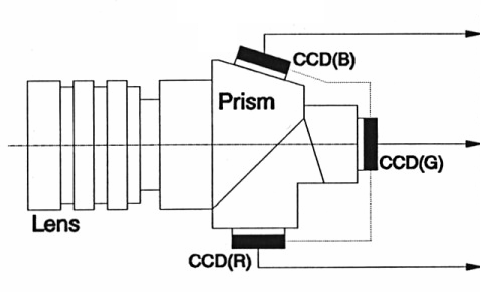 CCD(B)
Prism
CCD(G)
Lens
CCD(R)